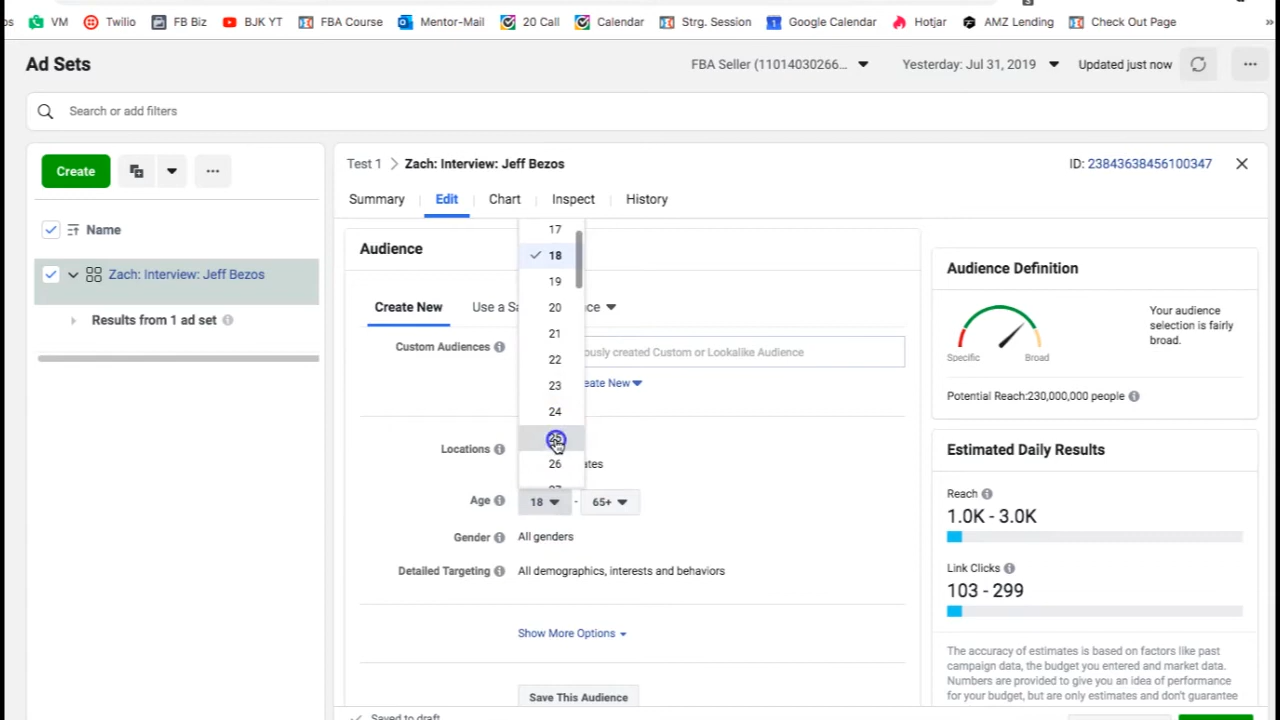 os VM Twilio FB Biz BJK YT FBA Course Mentor-Mail 20 Call Calendar Strg. Session Google Calendar Hotjar AMZ Lending Check Out Page »
Ad Sets
FBA Seller (11014030266... Yesterday: Jul 31, 2019 Updated just now ...
Search or add filters
Create ...
Name
Zach: Interview: Jeff Bezos
Results from 1 ad set
Test 1 > Zach: Interview: Jeff Bezos
ID: 23843638456100347
Summary Edit Chart Inspect History
Audience
Create New Use a Sa nce
Custom Audiences
ously created Custom or Lookalike Audience
eate New
17
18
19
20
21
22
23
24
25
26
27
Locations
ates
Age 18 - 65+
Gender All genders
Detailed Targeting All demographics, interests and behaviors
Show More Options
Save This Audience
Saved to draft
Audience Definition
Specific Broad
Your audience
selection is fairly
broad.
Potential Reach:230,000,000 people
Estimated Daily Results
Reach
1.0K - 3.0K
Link Clicks
103 - 299
The accuracy of estimates is based on factors like past
campaign data, the budget you entered and market data.
Numbers are provided to give you an idea of performance
for your budget, but are only estimates and don't guarantee